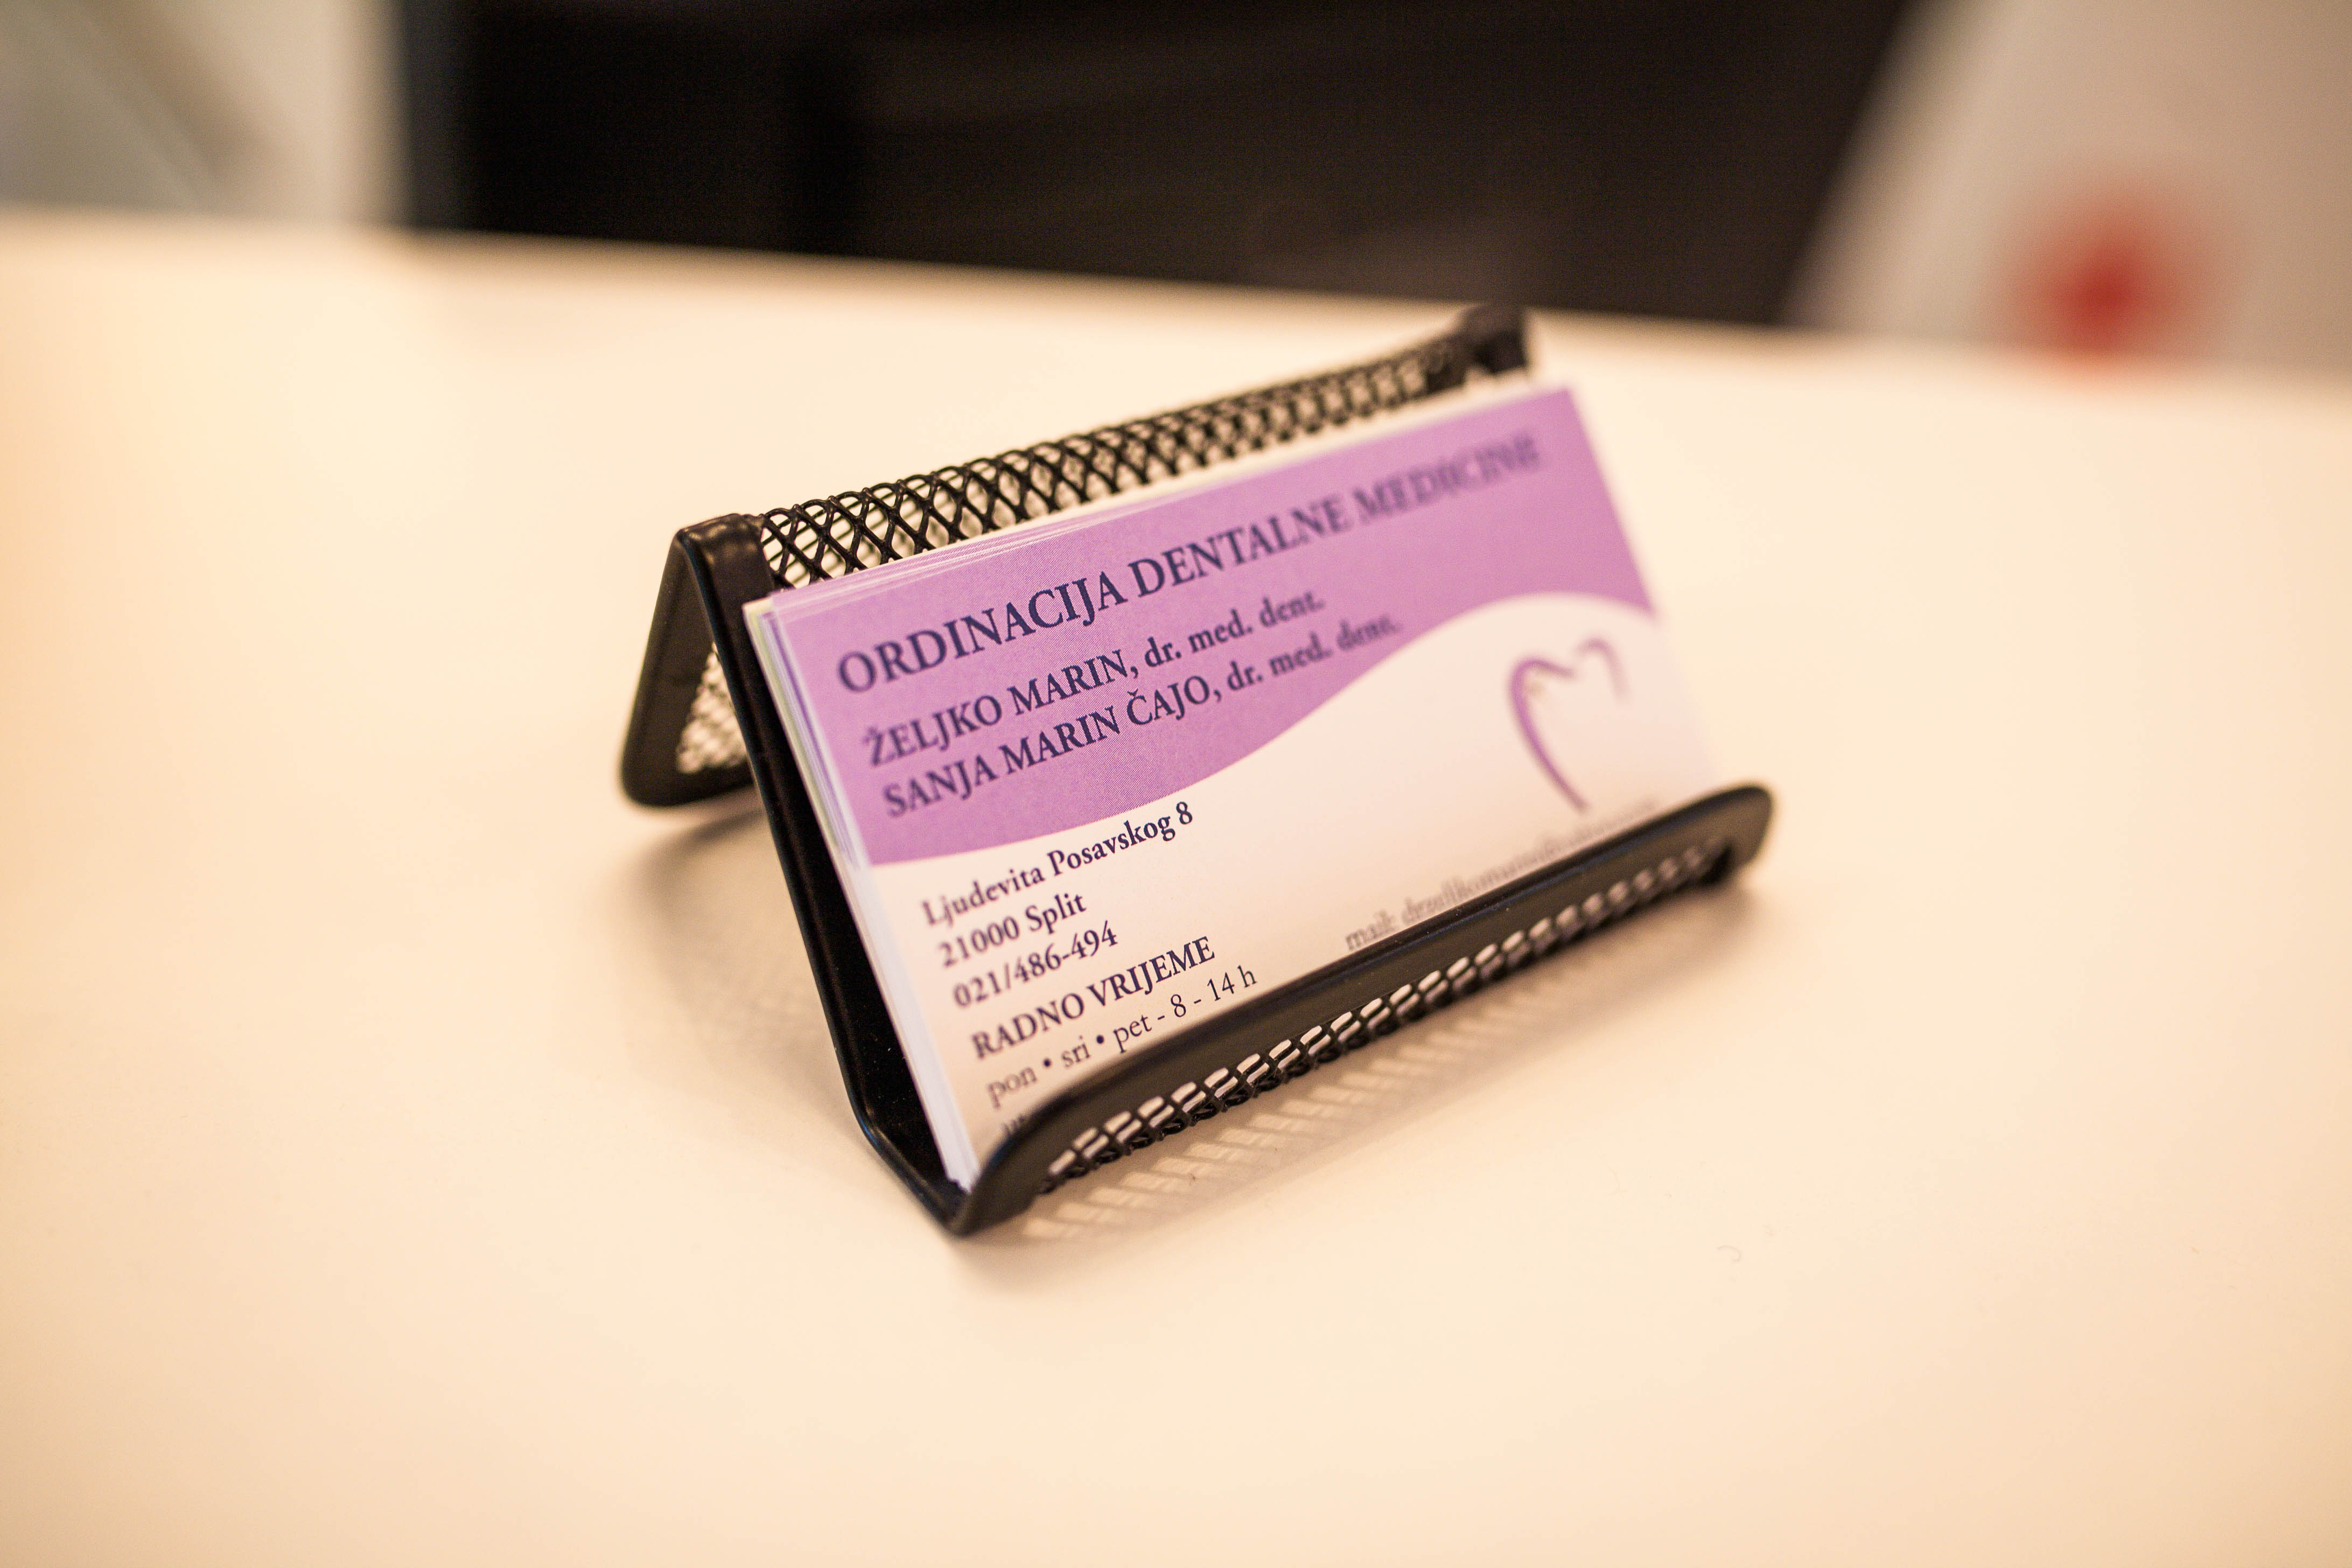 ORDINACIJA DENTALNE MEDICINE
ŽELJKO MARIN, dr. med. dent.
SANJA MARIN ČAJO, dr. med. dent.
Ljudevita Posavskog 8
21000 Split
021/486-494
RADNO VRIJEME
pon • sri • pet - 8 - 14 h
mail: